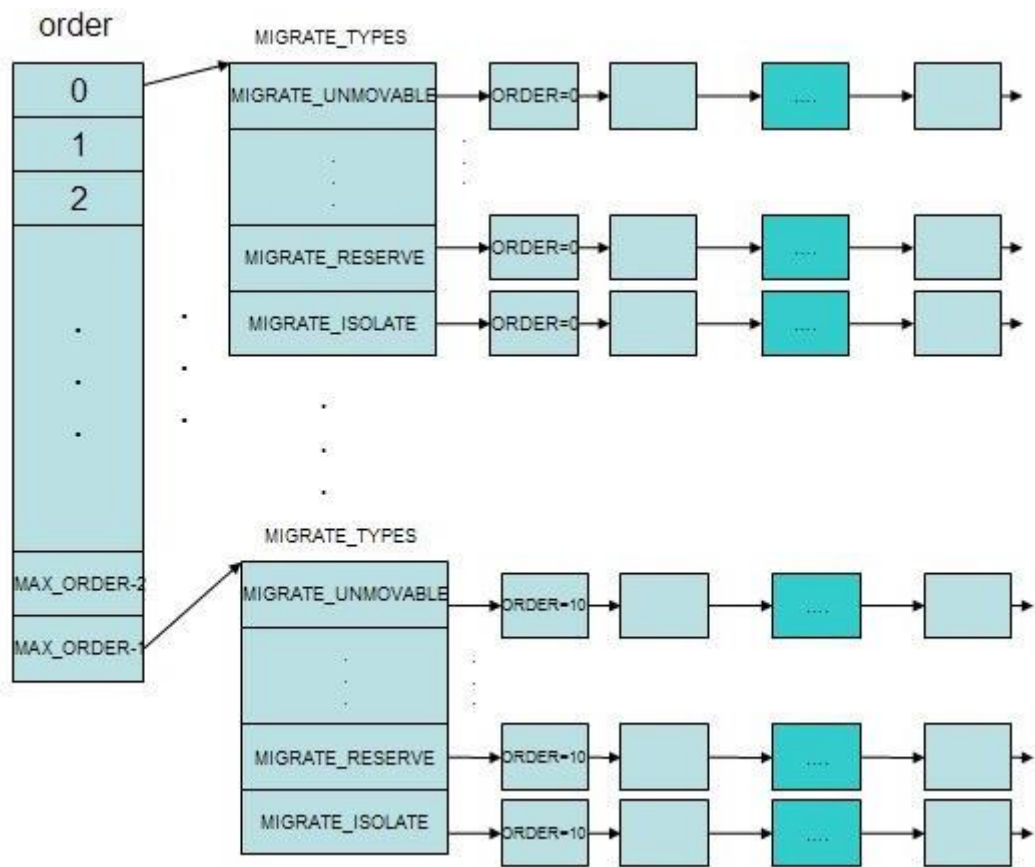 order
MIGRATE_TYPES
0
1
2
MIGRATE_UNMOVABLE
ORDER=0
....
MIGRATE_RESERVE
ORDER=0
....
MIGRATE_ISOLATE
ORDER=0
....
MIGRATE_TYPES
MAX_ORDER-2
MAX_ORDER-1
MIGRATE_UNMOVABLE
ORDER=10
....
MIGRATE_RESERVE
ORDER=10
....
MIGRATE_ISOLATE
ORDER=10
....